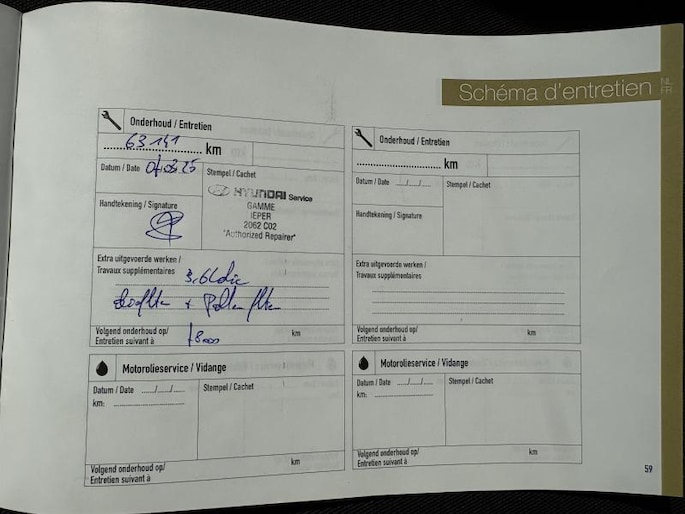 Schéma d'entretien NL FR
Onderhoud / Entretien
63141 km
Datum / Date
Stempel / Cachet
HYUNDAI Service
GAMME
IEPER
2062 C02
"Authorized Repairer"
Handtekening / Signature
Extra uitgevoerde werken /
Travaux supplémentaires
+ Pollen filter
Volgend onderhoud op/
Entretien suivant à
km
Motorolieservice / Vidange
Datum / Date ..../..../....
Stempel / Cachet
km:
Volgend onderhoud op/
Entretien suivant à
km
Onderhoud / Entretien
km
Datum / Date ..../..../....
Stempel / Cachet
Handtekening / Signature
Extra uitgevoerde werken /
Travaux supplémentaires
Volgend onderhoud op/
Entretien suivant à
km
Motorolieservice / Vidange
Datum / Date ..../..../....
Stempel / Cachet
km:
Volgend onderhoud op/
Entretien suivant à
km
59